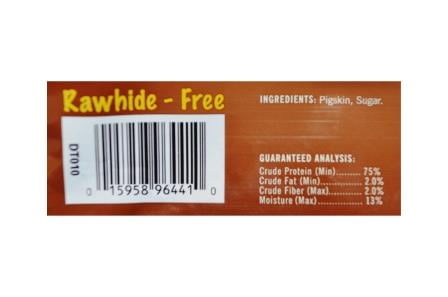 Rawhide - Free
DT010
0 15958 96441 0
INGREDIENTS: Pigskin, Sugar.
GUARANTEED ANALYSIS:
Crude Protein (Min)......... 75%
Crude Fat (Min).............. 2.0%
Crude Fiber (Max)........... 2.0%
Moisture (Max)............... 13%